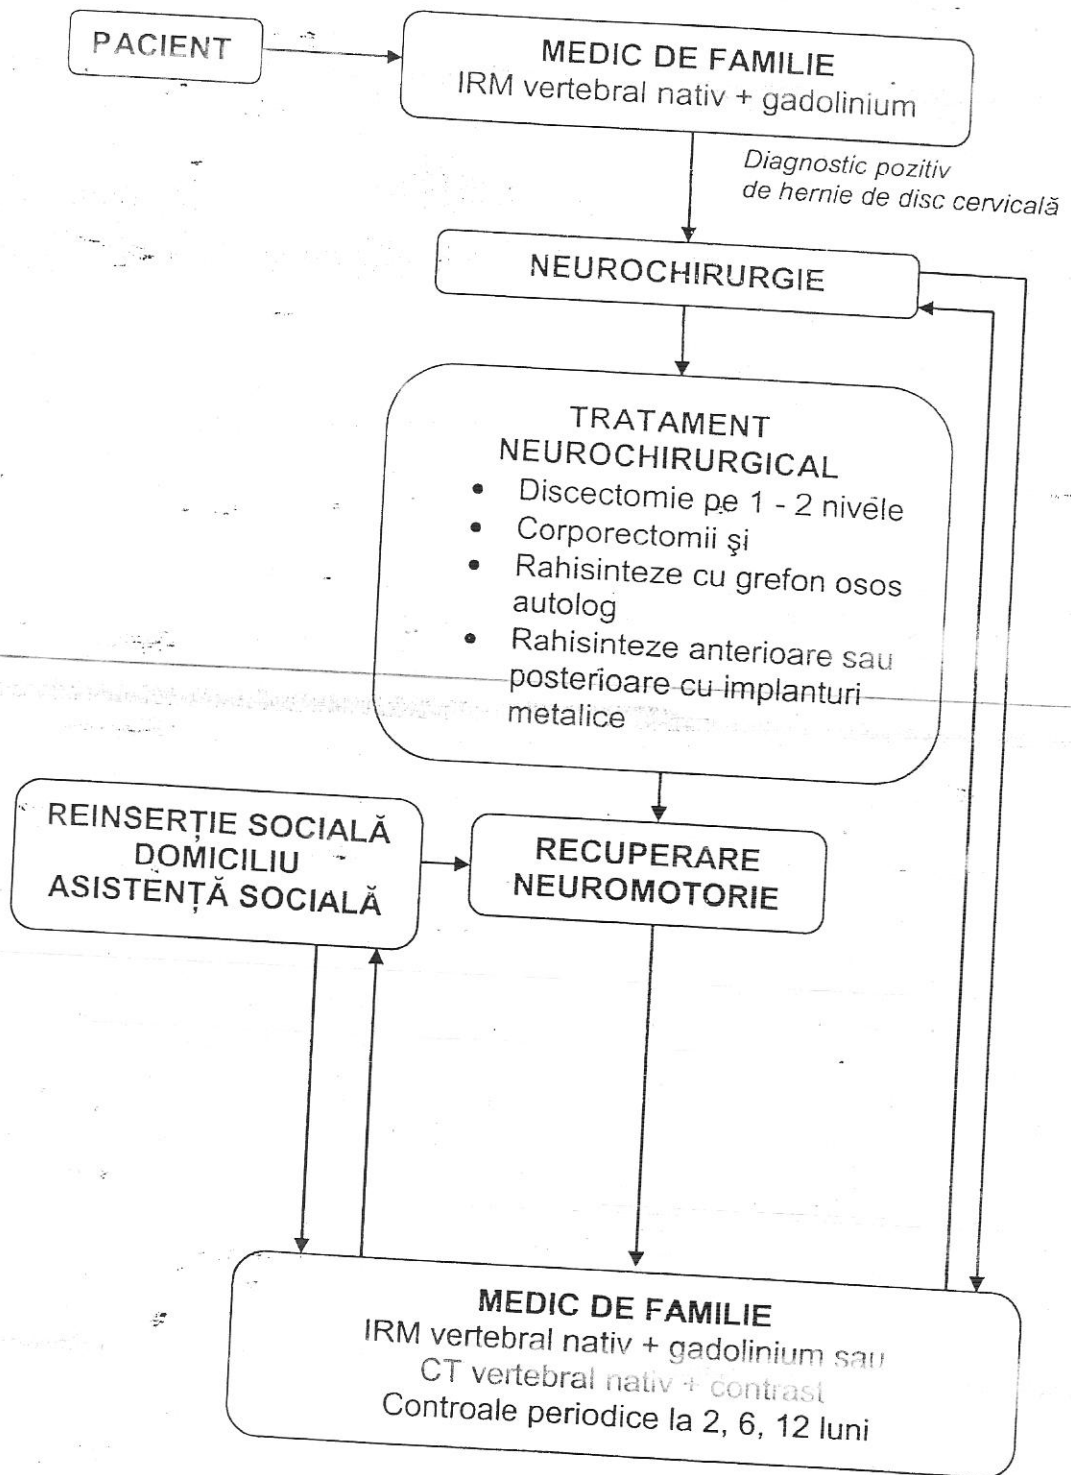 PACIENT
MEDIC DE FAMILIE
IRM vertebral nativ + gadolinium
Diagnostic pozitiv
de hernie de disc cervicală
NEUROCHIRURGIE
TRATAMENT
NEUROCHIRURGICAL
• Discectomie pe 1 - 2 nivele
• Corporectomii şi
• Rahisinteze cu grefon osos
autolog
• Rahisinteze anterioare sau
posterioare cu implanturi
metalice
REINSERŢIE SOCIALĂ
DOMICILIU
ASISTENŢĂ SOCIALĂ
RECUPERARE
NEUROMOTORIE
MEDIC DE FAMILIE
IRM vertebral nativ + gadolinium sau
CT vertebral nativ + contrast
Controale periodice la 2, 6, 12 luni